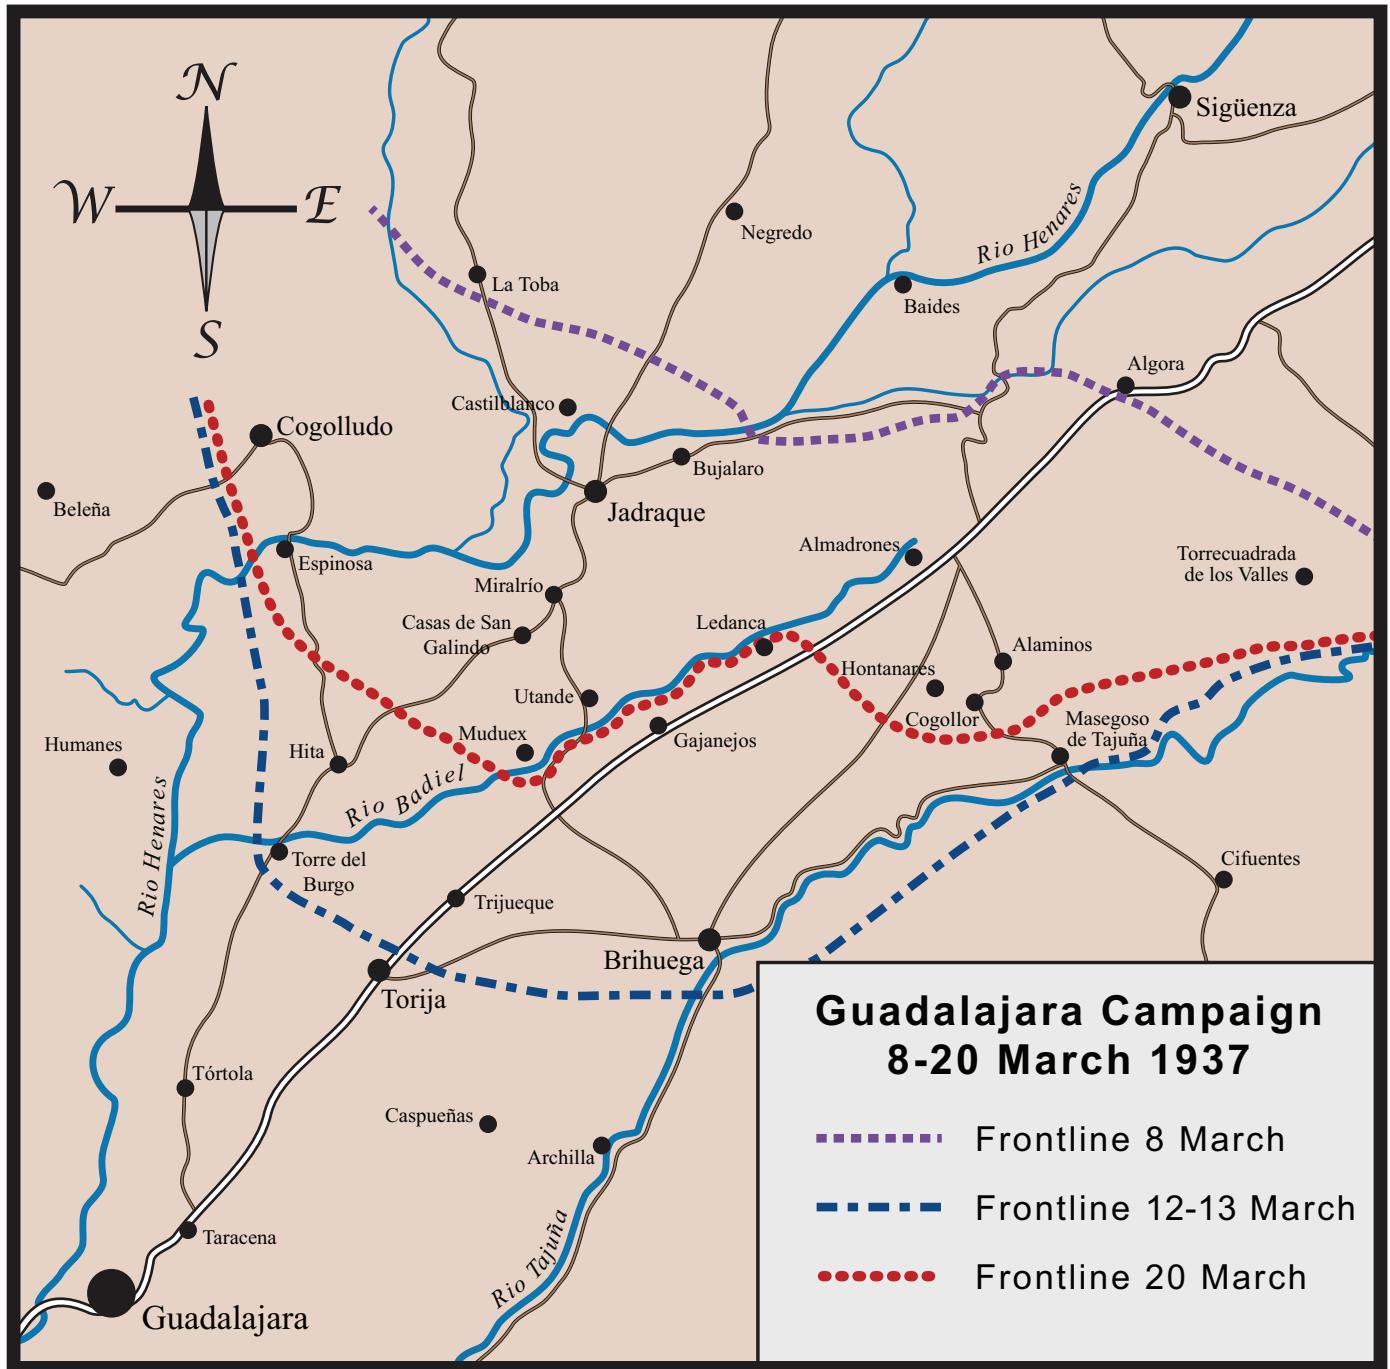 N
W
E
S
Sigüenza
Negredo
Rio Henares
La Toba
Baides
Algora
Castilblanco
Cogolludo
Bujalaro
Beleña
Jadraque
Almadrones
Torrecuadrada
de los Valles
Espinosa
Miralrío
Casas de San
Galindo
Ledanca
Alaminos
Hontanares
Utande
Cogollor
Masegoso
de Tajuña
Humanes
Hita
Muduex
Gajanejos
Rio Badiel
Rio Henares
Torre del
Burgo
Cifuentes
Trijueque
Brihuega
Torija
Tórtola
Caspueñas
Archilla
Taracena
Rio Tajuña
Guadalajara
Guadalajara Campaign
8-20 March 1937
Frontline 8 March
Frontline 12-13 March
Frontline 20 March